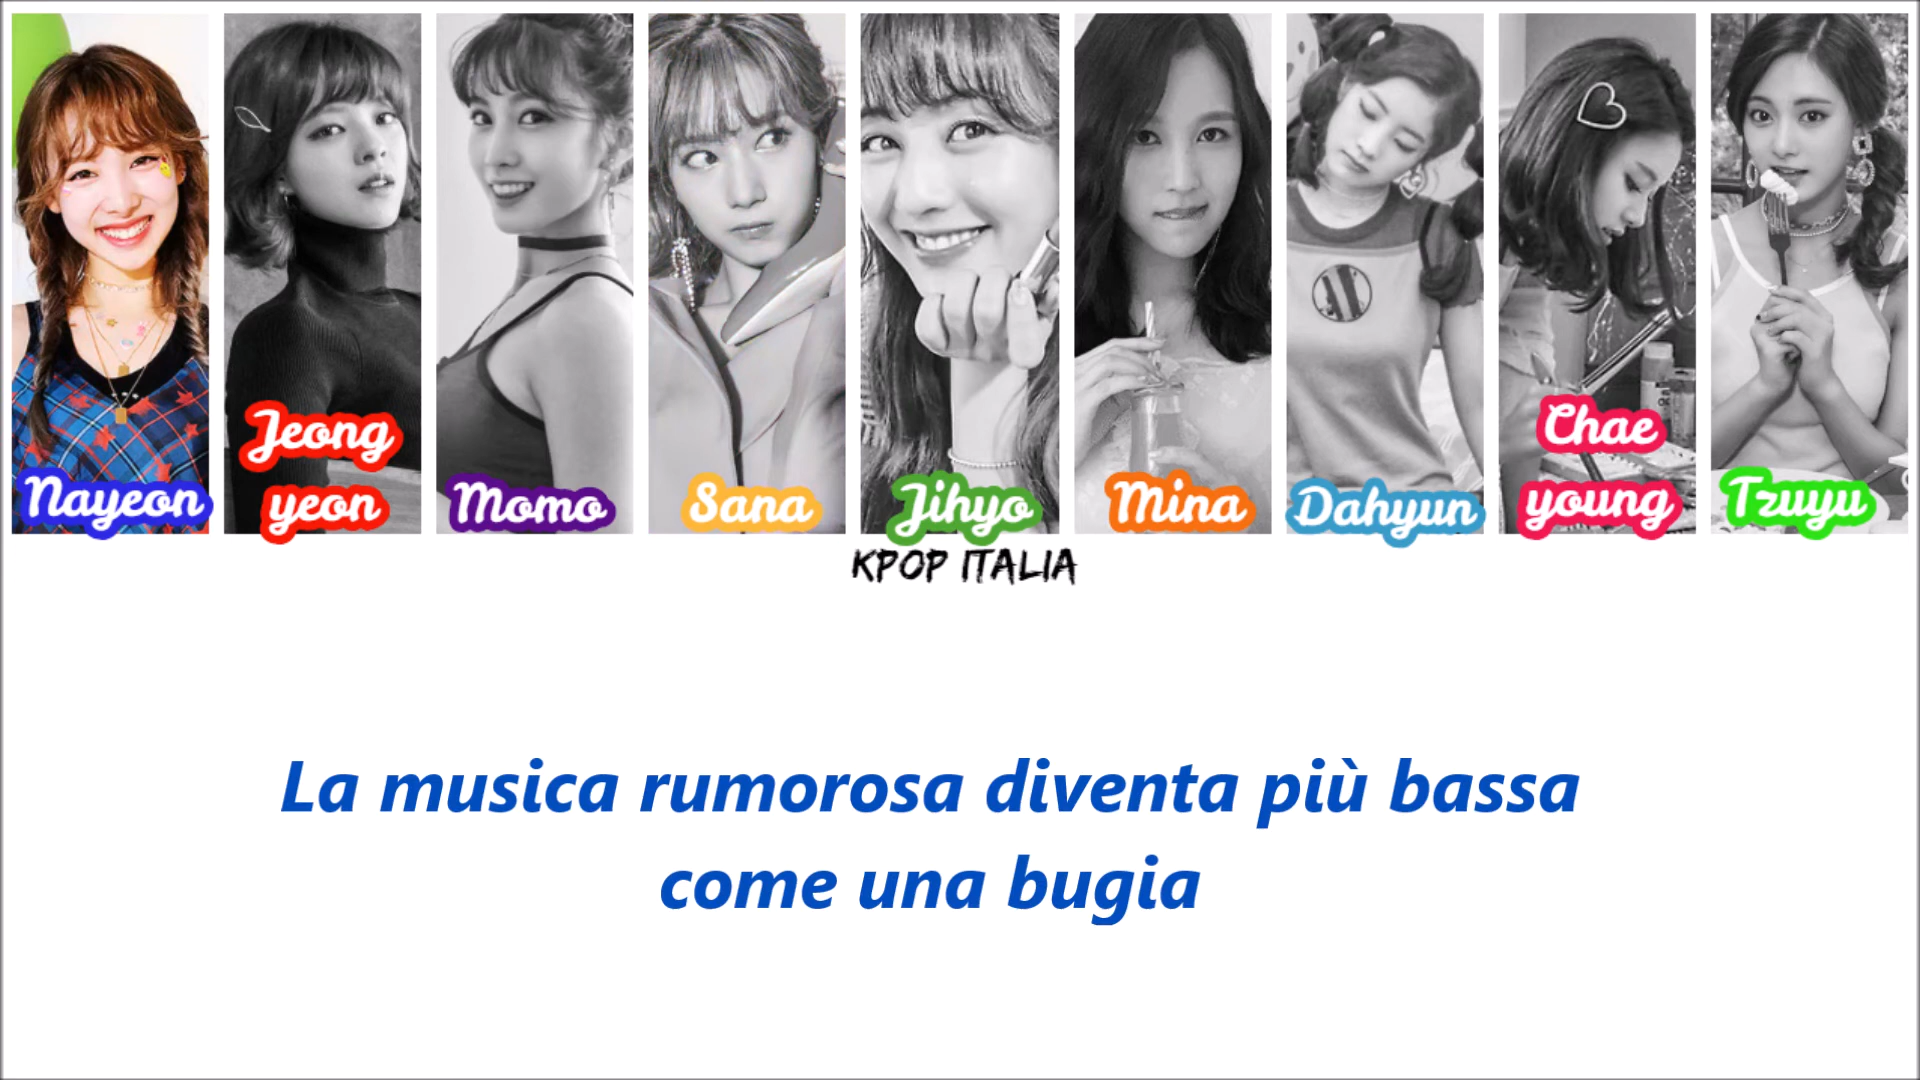 Nayeon
Jeong
yeon
Momo
Sana
Jihyo
Mina
Dahyun
Chae
young
Tzuyu
KPOP ITALIA
La musica rumorosa diventa più bassa
come una bugia